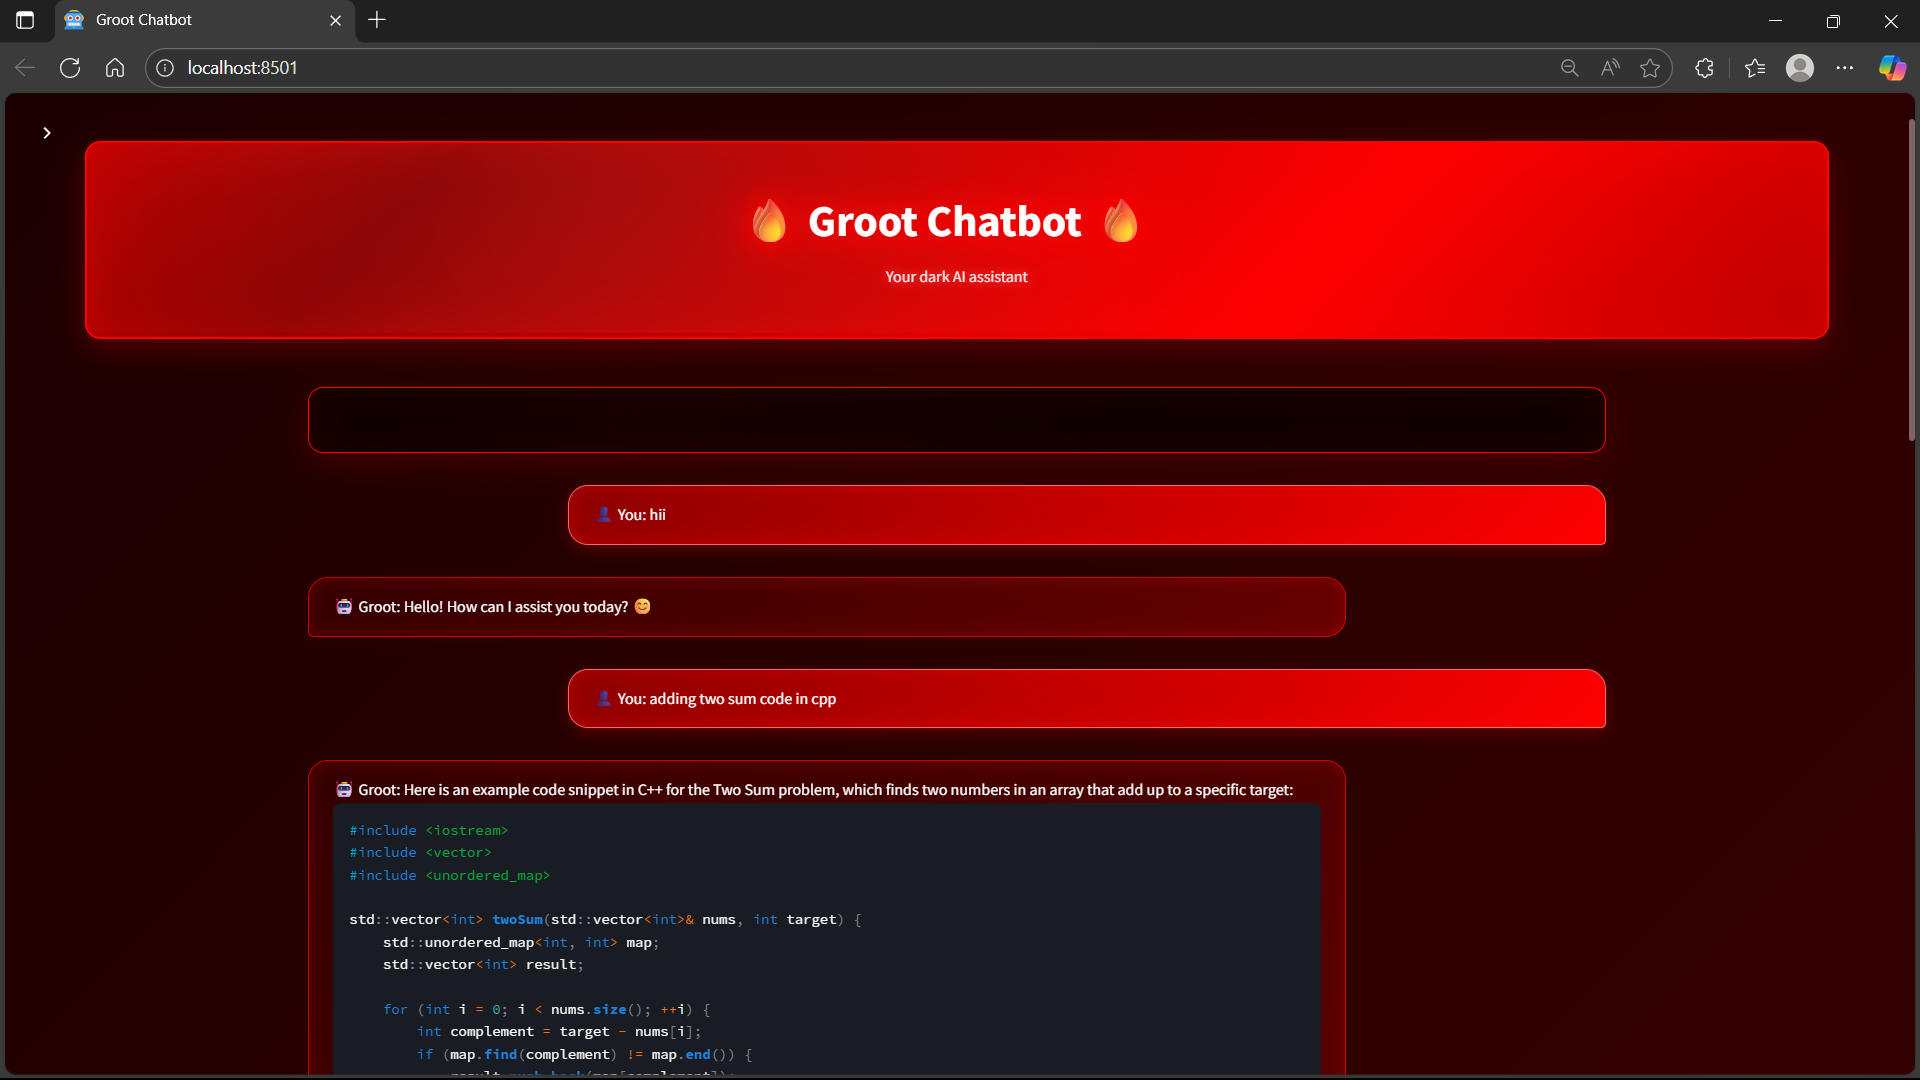 Groot Chatbot
localhost:8501
Groot Chatbot
Your dark AI assistant
You: hii
Groot: Hello! How can I assist you today? 😊
You: adding two sum code in cpp
Groot: Here is an example code snippet in C++ for the Two Sum problem, which finds two numbers in an array that add up to a specific target:
#include <iostream>
#include <vector>
#include <unordered_map>
std::vector<int> twoSum(std::vector<int>& nums, int target) {
std::unordered_map<int, int> map;
std::vector<int> result;
for (int i = 0; i < nums.size(); ++i) {
int complement = target - nums[i];
if (map.find(complement) != map.end()) {